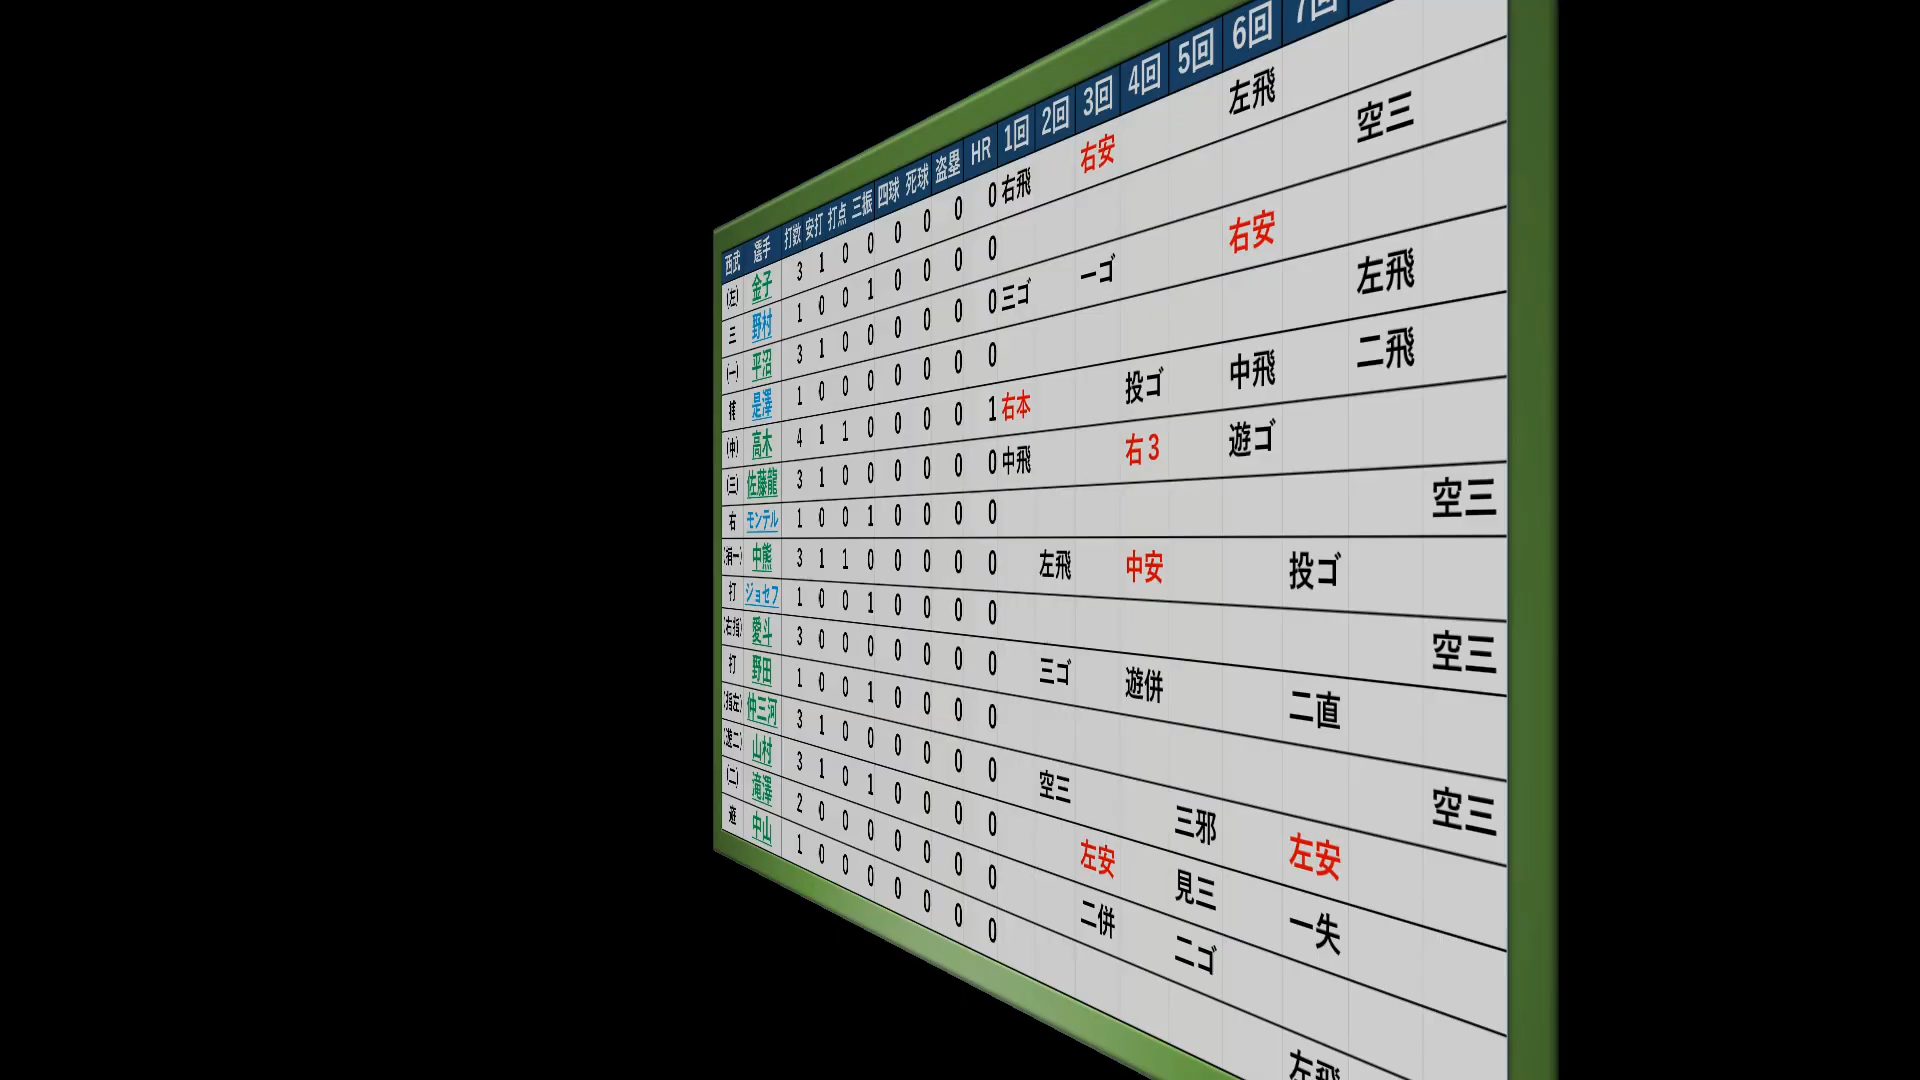 西武 選手 打数 安打 打点 三振 四球 死球 盗塁 HR 1回 2回 3回 4回 5回 6回 7回
(左) 金子 3 1 0 0 0 0 0 0 右飛 右安 左飛
三 野村 1 0 0 1 0 0 0 0 空三
(一) 平沼 3 1 0 0 0 0 0 0 三ゴ 一ゴ 右安
捕 是澤 1 0 0 0 0 0 0 0 左飛
(中) 高木 4 1 1 0 0 0 0 1 右本 投ゴ 中飛 二飛
(三) 佐藤龍 3 1 0 0 0 0 0 0 中飛 右３ 遊ゴ
右 モンテル 1 0 0 1 0 0 0 0 空三
(捕一) 中熊 3 1 1 0 0 0 0 0 左飛 中安 投ゴ
打 ジョセフ 1 0 0 1 0 0 0 0 空三
(右指) 愛斗 3 0 0 0 0 0 0 0 三ゴ 遊併 二直
打 野田 1 0 0 1 0 0 0 0 空三
(指左) 仲三河 3 1 0 0 0 0 0 0 空三 三邪 左安
(遊二) 山村 3 1 0 1 0 0 0 0 左安 見三 一失
(二) 滝澤 2 0 0 0 0 0 0 0 二併 二ゴ
遊 中山 1 0 0 0 0 0 0 0 左飛